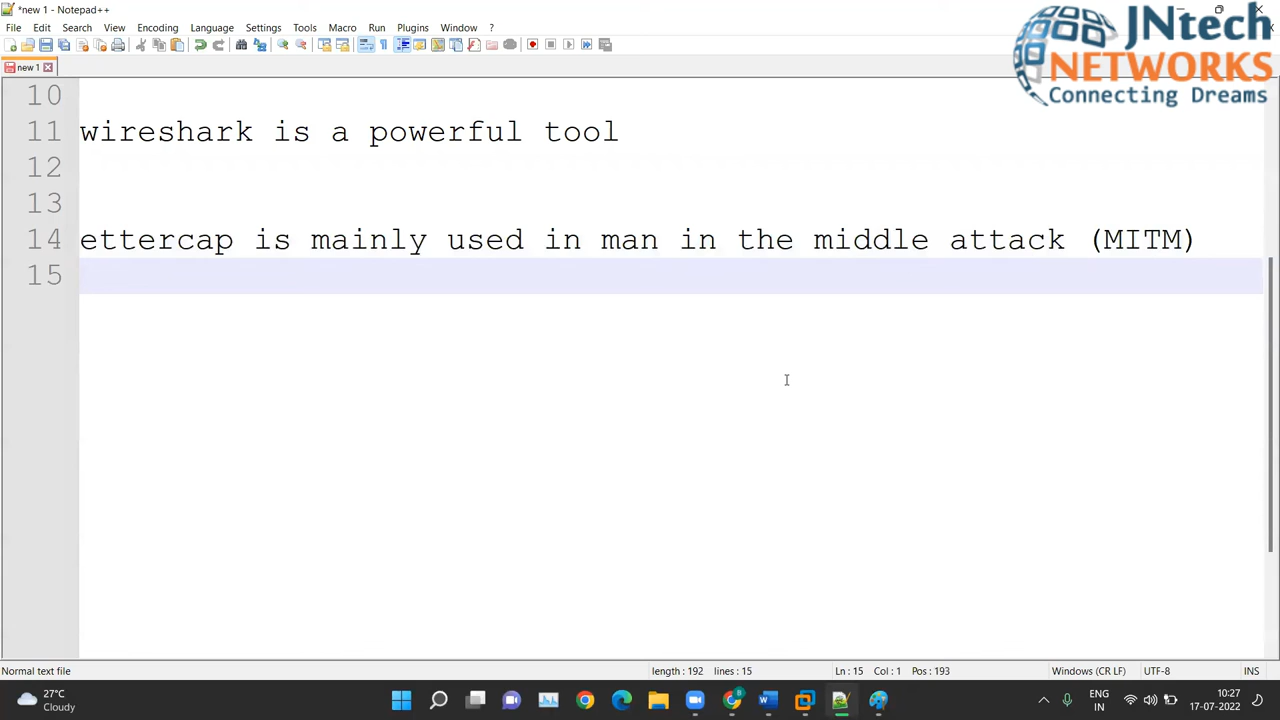 *new 1 - Notepad++
JNtech
NETWORKS
Connecting Dreams
File Edit Search View Encoding Language Settings Tools Macro Run Plugins Window ?
new 1
10
11 wireshark is a powerful tool
12
13
14 ettercap is mainly used in man in the middle attack (MITM)
15
Normal text file length : 192 lines : 15 Ln : 15 Col : 1 Pos : 193 Windows (CR LF) UTF-8 INS
27°C
Cloudy
ENG
IN
10:27
17-07-2022